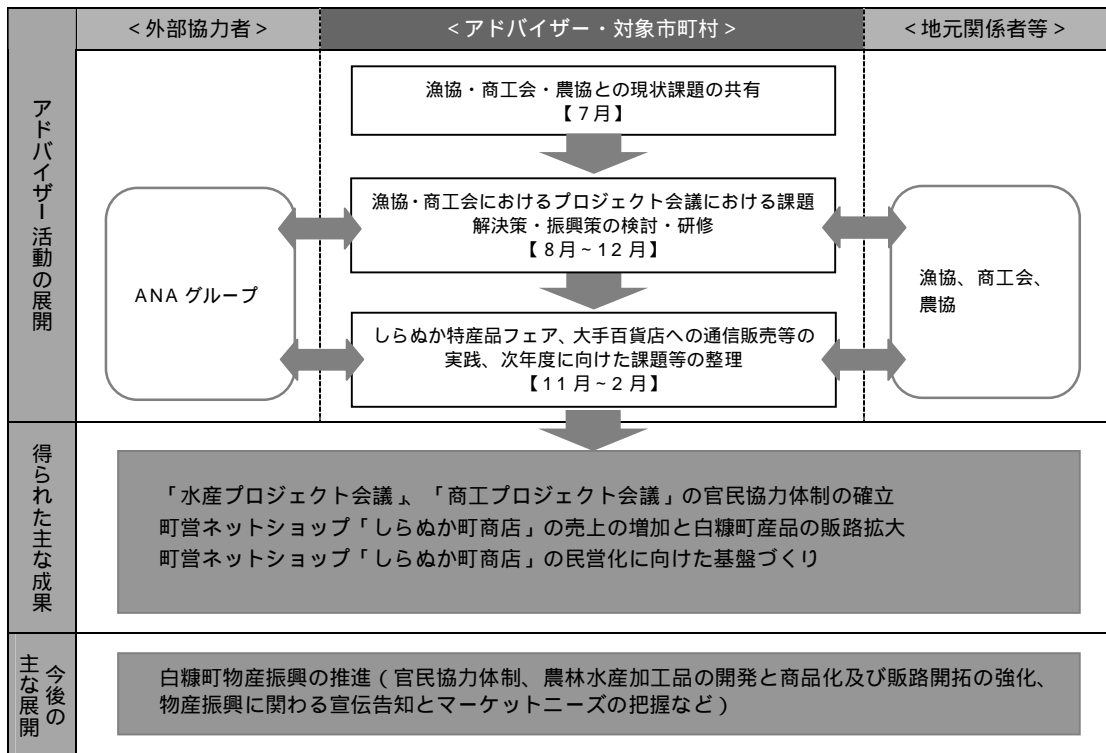 ＜外部協力者＞
＜アドバイザー・対象市町村＞
＜地元関係者等＞
アドバイザー活動の展開
漁協・商工会・農協との現状課題の共有
【７月】
漁協・商工会におけるプロジェクト会議における課題
解決策・振興策の検討・研修
【８月～１２月】
ANA グループ
漁協、商工会、
農協
しらぬか特産品フェア、大手百貨店への通信販売等の
実践、次年度に向けた課題等の整理
【１１月～２月】
得られた主な成果
「水産プロジェクト会議」、「商工プロジェクト会議」の官民協力体制の確立
町営ネットショップ「しらぬか町商店」の売上の増加と白糠町産品の販路拡大
町営ネットショップ「しらぬか町商店」の民営化に向けた基盤づくり
今後の
主な展開
白糠町物産振興の推進（官民協力体制、農林水産加工品の開発と商品化及び販路開拓の強化、
物産振興に関わる宣伝告知とマーケットニーズの把握など）